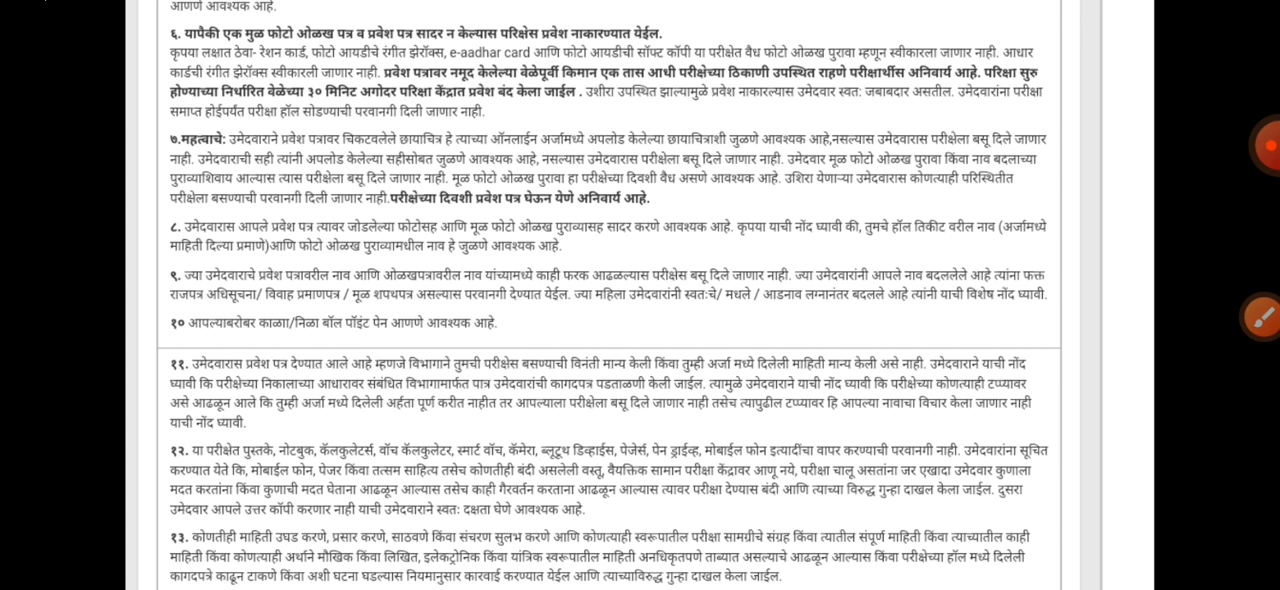 आणणे आवश्यक आहे.
६. यापैकी एक मुळ फोटो ओळख पत्र व प्रवेश पत्र सादर न केल्यास परिक्षेस प्रवेश नाकारण्यात येईल.
कृपया लक्षात ठेवा- रेशन कार्ड, फोटो आयडीचे रंगीत झेरॉक्स, e-aadhar card आणि फोटो आयडीची सॉफ्ट कॉपी या परीक्षेत वैध फोटो ओळख पुरावा म्हणून स्वीकारला जाणार नाही. आधार
कार्डची रंगीत झेरॉक्स स्वीकारली जाणार नाही. प्रवेश पत्रावर नमूद केलेल्या वेळेपूर्वी किमान एक तास आधी परीक्षेच्या ठिकाणी उपस्थित राहणे परीक्षार्थीस अनिवार्य आहे. परिक्षा सुरु
होण्याच्या निर्धारित वेळेच्या ३० मिनिट अगोदर परिक्षा केंद्रात प्रवेश बंद केला जाईल . उशीरा उपस्थित झाल्यामुळे प्रवेश नाकारल्यास उमेदवार स्वत: जबाबदार असतील. उमेदवारांना परीक्षा
समाप्त होईपर्यंत परीक्षा हॉल सोडण्याची परवानगी दिली जाणार नाही.
७.महत्वाचे: उमेदवाराने प्रवेश पत्रावर चिकटवलेले छायाचित्र हे त्याच्या ऑनलाईन अर्जामध्ये अपलोड केलेल्या छायाचित्राशी जुळणे आवश्यक आहे,नसल्यास उमेदवारास परीक्षेला बसू दिले जाणार
नाही. उमेदवाराची सही त्यांनी अपलोड केलेल्या सहीसोबत जुळणे आवश्यक आहे, नसल्यास उमेदवारास परीक्षेला बसू दिले जाणार नाही. उमेदवार मूळ फोटो ओळख पुरावा किंवा नाव बदलाच्या
पुराव्याशिवाय आल्यास त्यास परीक्षेला बसू दिले जाणार नाही. मूळ फोटो ओळख पुरावा हा परीक्षेच्या दिवशी वैध असणे आवश्यक आहे. उशिरा येणाऱ्या उमेदवारास कोणत्याही परिस्थितीत
परीक्षेला बसण्याची परवानगी दिली जाणार नाही.परीक्षेच्या दिवशी प्रवेश पत्र घेऊन येणे अनिवार्य आहे.
८. उमेदवारास आपले प्रवेश पत्र त्यावर जोडलेल्या फोटोसह आणि मूळ फोटो ओळख पुराव्यासह सादर करणे आवश्यक आहे. कृपया याची नोंद घ्यावी की, तुमचे हॉल तिकीट वरील नाव (अर्जामध्ये
माहिती दिल्या प्रमाणे)आणि फोटो ओळख पुराव्यामधील नाव हे जुळणे आवश्यक आहे.
९. ज्या उमेदवाराचे प्रवेश पत्रावरील नाव आणि ओळखपत्रावरील नाव यांच्यामध्ये काही फरक आढळल्यास परीक्षेस बसू दिले जाणार नाही. ज्या उमेदवारांनी आपले नाव बदललेले आहे त्यांना फक्त
राजपत्र अधिसूचना/ विवाह प्रमाणपत्र / मूळ शपथपत्र असल्यास परवानगी देण्यात येईल. ज्या महिला उमेदवारांनी स्वतःचे/ मधले / आडनाव लग्नानंतर बदलले आहे त्यांनी याची विशेष नोंद घ्यावी.
१० आपल्याबरोबर काळाा/निळा बॉल पॉइंट पेन आणणे आवश्यक आहे.
११. उमेदवारास प्रवेश पत्र देण्यात आले आहे म्हणजे विभागाने तुमची परीक्षेस बसण्याची विनंती मान्य केली किंवा तुम्ही अर्जा मध्ये दिलेली माहिती मान्य केली असे नाही. उमेदवाराने याची नोंद
घ्यावी कि परीक्षेच्या निकालाच्या आधारावर संबंधित विभागामार्फत पात्र उमेदवारांची कागदपत्र पडताळणी केली जाईल. त्यामुळे उमेदवाराने याची नोंद घ्यावी कि परीक्षेच्या कोणत्याही टप्प्यावर
असे आढळून आले कि तुम्ही अर्जा मध्ये दिलेली अर्हता पूर्ण करीत नाहीत तर आपल्याला परीक्षेला बसू दिले जाणार नाही तसेच त्यापुढील टप्प्यावर हि आपल्या नावाचा विचार केला जाणार नाही
याची नोंद घ्यावी.
१२. या परीक्षेत पुस्तके, नोटबुक, कॅलकुलेटर्स, वॉच कॅलकुलेटर, स्मार्ट वॉच, कॅमेरा, ब्लूटूथ डिव्हाईस, पेजेर्स, पेन ड्राईव्ह, मोबाईल फोन इत्यादींचा वापर करण्याची परवानगी नाही. उमेदवारांना सूचित
करण्यात येते कि, मोबाईल फोन, पेजर किंवा तत्सम साहित्य तसेच कोणतीही बंदी असलेली वस्तू, वैयक्तिक सामान परीक्षा केंद्रावर आणू नये, परीक्षा चालू असतांना जर एखादा उमेदवार कुणाला
मदत करतांना किंवा कुणाची मदत घेताना आढळून आल्यास तसेच काही गैरवर्तन करताना आढळून आल्यास त्यावर परीक्षा देण्यास बंदी आणि त्याच्या विरुद्ध गुन्हा दाखल केला जाईल. दुसरा
उमेदवार आपले उत्तर कॉपी करणार नाही याची उमेदवाराने स्वतः दक्षता घेणे आवश्यक आहे.
१३. कोणतीही माहिती उघड करणे, प्रसार करणे, साठवणे किंवा संचरण सुलभ करणे आणि कोणत्याही स्वरूपातील परीक्षा सामग्रीचे संग्रह किंवा त्यातील संपूर्ण माहिती किंवा त्याच्यातील काही
माहिती किंवा कोणत्याही अर्थाने मौखिक किंवा लिखित, इलेकट्रोनिक किंवा यांत्रिक स्वरूपातील माहिती अनधिकृतपणे ताब्यात असल्याचे आढळून आल्यास किंवा परीक्षेच्या हॉल मध्ये दिलेली
कागदपत्रे काढून टाकणे किंवा अशी घटना घडल्यास नियमानुसार कारवाई करण्यात येईल आणि त्याच्याविरुद्ध गुन्हा दाखल केला जाईल.